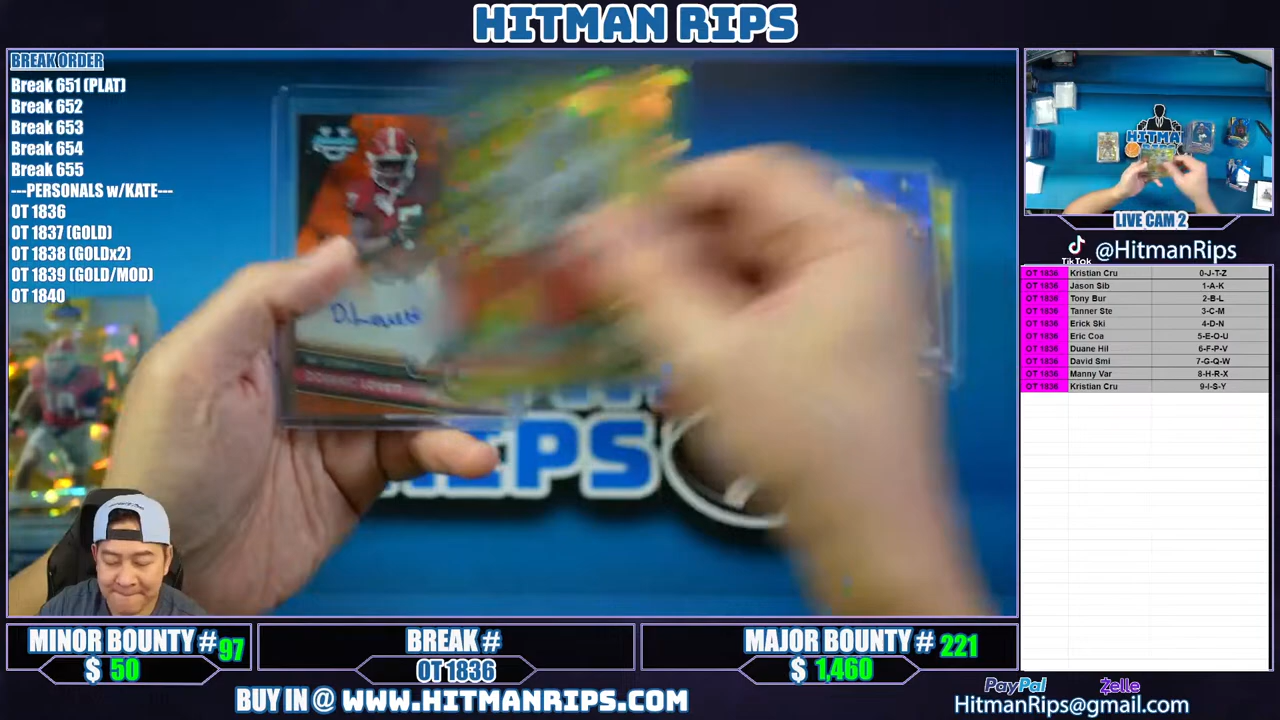 HITMAN RIPS
BREAK ORDER
Break 651 (PLAT)
Break 652
Break 653
Break 654
Break 655
---PERSONALS w/KATE---
OT 1836
OT 1837 (GOLD)
OT 1838 (GOLDx2)
OT 1839 (GOLD/MOD)
OT 1840
LIVE CAM 2
TikTok
@HitmanRips
OT 1836 Kristian Cru 0-J-T-Z
OT 1836 Jason Sib 1-A-K
OT 1836 Tony Bur 2-B-L
OT 1836 Tanner Ste 3-C-M
OT 1836 Erick Ski 4-D-N
OT 1836 Eric Coa 5-E-O-U
OT 1836 Duane Hil 6-F-P-V
OT 1836 David Smi 7-G-Q-W
OT 1836 Manny Var 8-H-R-X
OT 1836 Kristian Cru 9-I-S-Y
RIPS
MINOR BOUNTY # 97
$ 50
BREAK #
OT 1836
MAJOR BOUNTY # 221
$ 1,460
BUY IN @ WWW.HITMANRIPS.COM
PayPal Zelle
HitmanRips@gmail.com